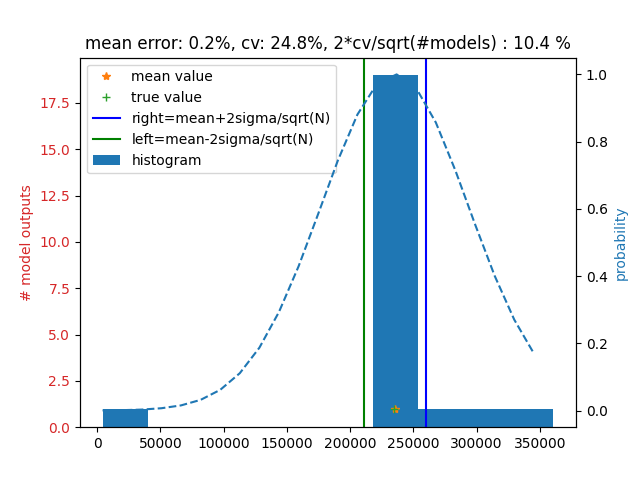 mean error: 0.2%, cv: 24.8%, 2*cv/sqrt(#models) : 10.4 %
mean value
true value
right=mean+2sigma/sqrt(N)
left=mean-2sigma/sqrt(N)
histogram
# model outputs
17.5
15.0
12.5
10.0
7.5
5.0
2.5
0.0
1.0
0.8
0.6
0.4
0.2
0.0
probability
0 50000 100000 150000 200000 250000 300000 350000